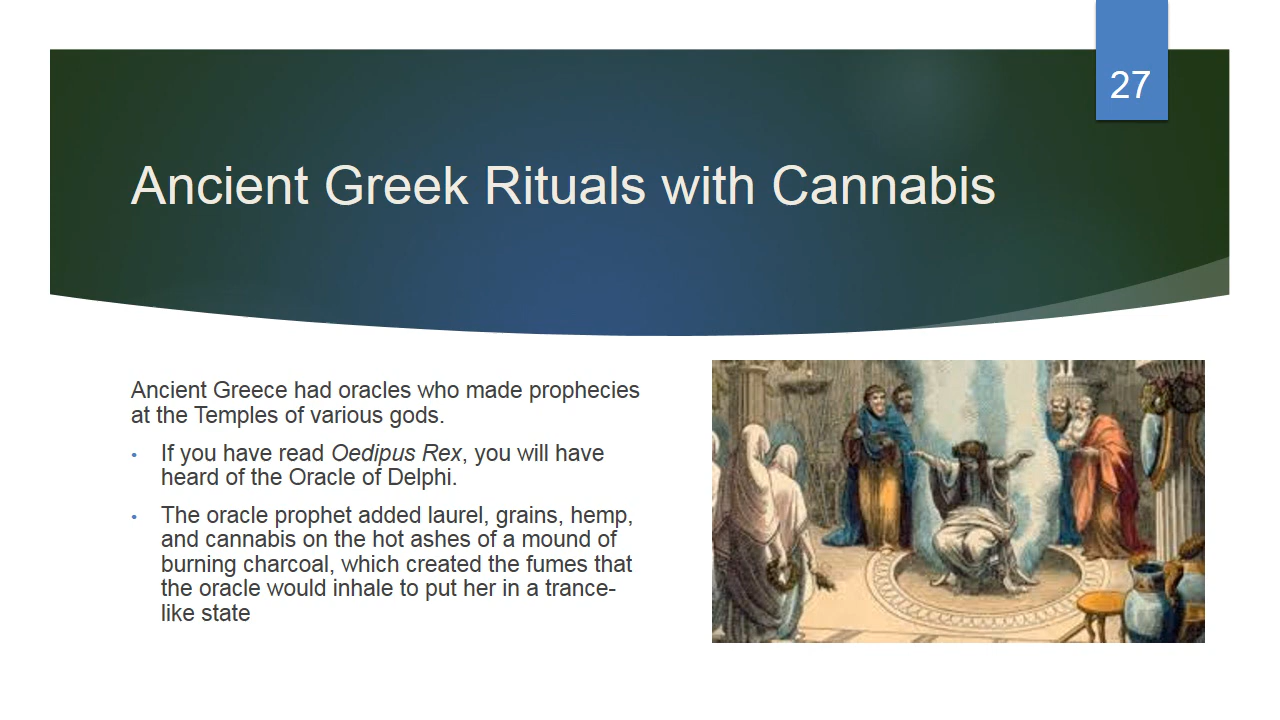 27
Ancient Greek Rituals with Cannabis
Ancient Greece had oracles who made prophecies
at the Temples of various gods.
• If you have read Oedipus Rex, you will have
heard of the Oracle of Delphi.
• The oracle prophet added laurel, grains, hemp,
and cannabis on the hot ashes of a mound of
burning charcoal, which created the fumes that
the oracle would inhale to put her in a trance-
like state